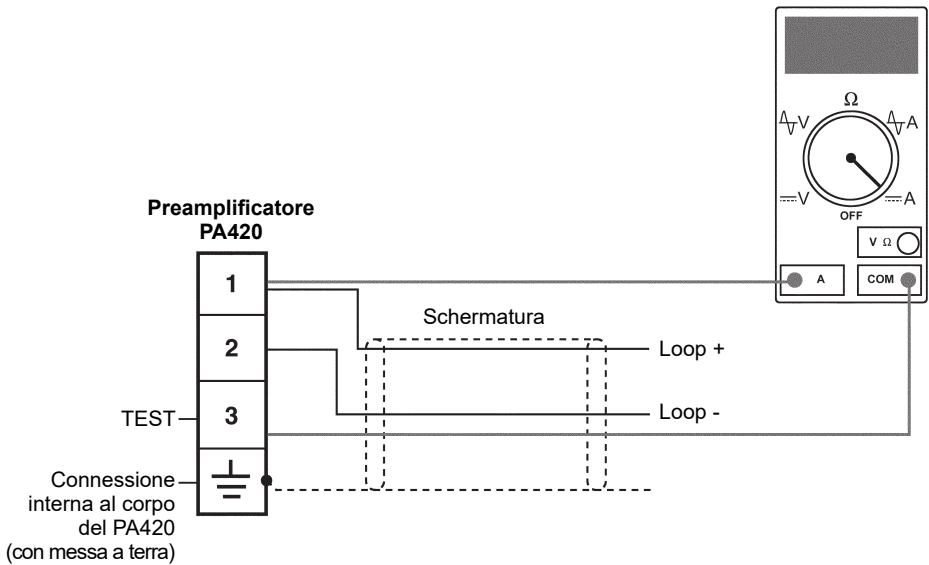 Ω
V
A
V
A
OFF
V Ω
A
COM
Preamplificatore
PA420
1
2
3
Schermatura
Loop +
Loop -
TEST
Connessione
interna al corpo
del PA420
(con messa a terra)